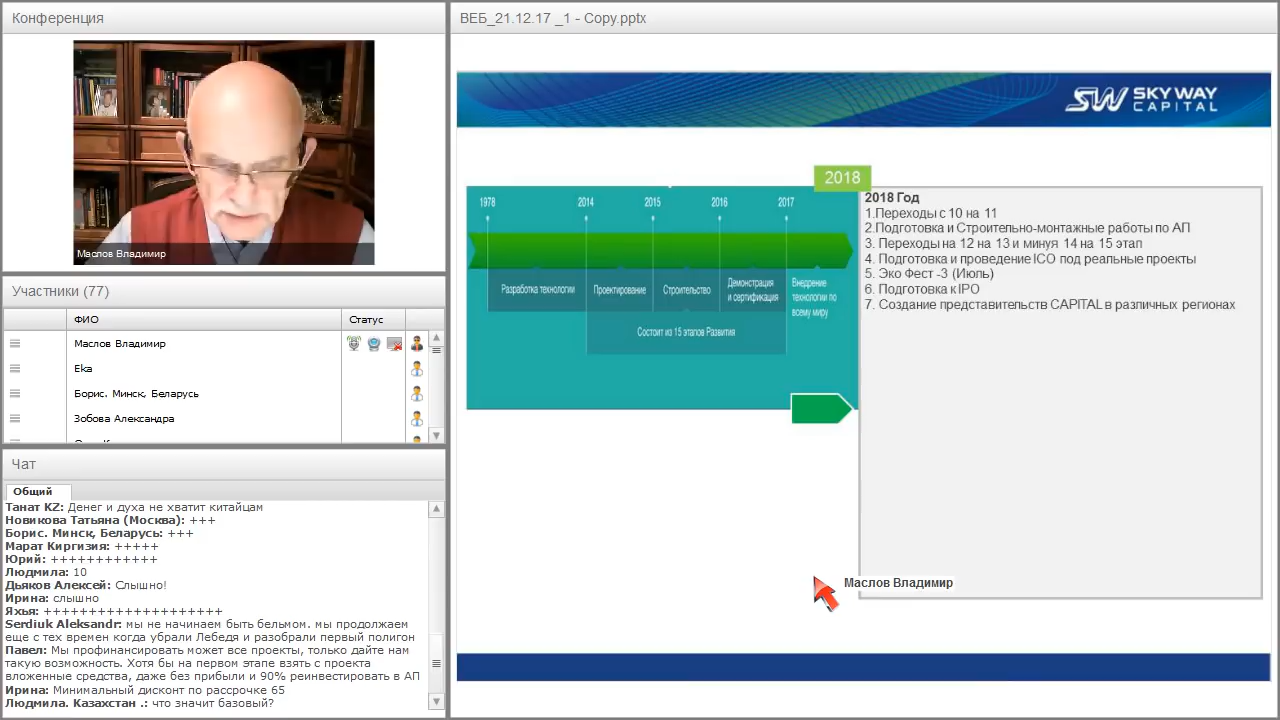 Конференция
Маслов Владимир
Участники (77)
ФИО
Статус
Маслов Владимир
Eka
Борис. Минск, Беларусь
Зобова Александра
Чат
Общий
Танат KZ: Денег и духа не хватит китайцам
Новикова Татьяна (Москва): +++
Борис. Минск, Беларусь: +++
Марат Киргизия: +++++
Юрий: ++++++++++++
Людмила: 10
Дьяков Алексей: Слышно!
Ирина: слышно
Яхья: ++++++++++++++++++++
Serdiuk Aleksandr: мы не начинаем быть бельмом. мы продолжаем
еще с тех времен когда убрали Лебедя и разобрали первый полигон
Павел: Мы профинансировать может все проекты, только дайте нам
такую возможность. Хотя бы на первом этапе взять с проекта
вложенные средства, даже без прибыли и 90% реинвестировать в АП
Ирина: Минимальный дисконт по рассрочке 65
Людмила. Казахстан .: что значит базовый?
ВЕБ_21.12.17 _1 - Copy.pptx
SW SKY WAY
CAPITAL
2018
1978
2014
2015
2016
2017
Разработка технологии
Проектирование
Строительство
Демонстрация
и сертификация
Внедрение
технологии по
всему миру
Состоит из 15 этапов Развития
2018 Год
1.Переходы с 10 на 11
2.Подготовка и Строительно-монтажные работы по АП
3. Переходы на 12 на 13 и минуя 14 на 15 этап
4. Подготовка и проведение ICO под реальные проекты
5. Эко Фест -3 (Июль)
6. Подготовка к IPO
7. Создание представительств CAPITAL в различных регионах
Маслов Владимир